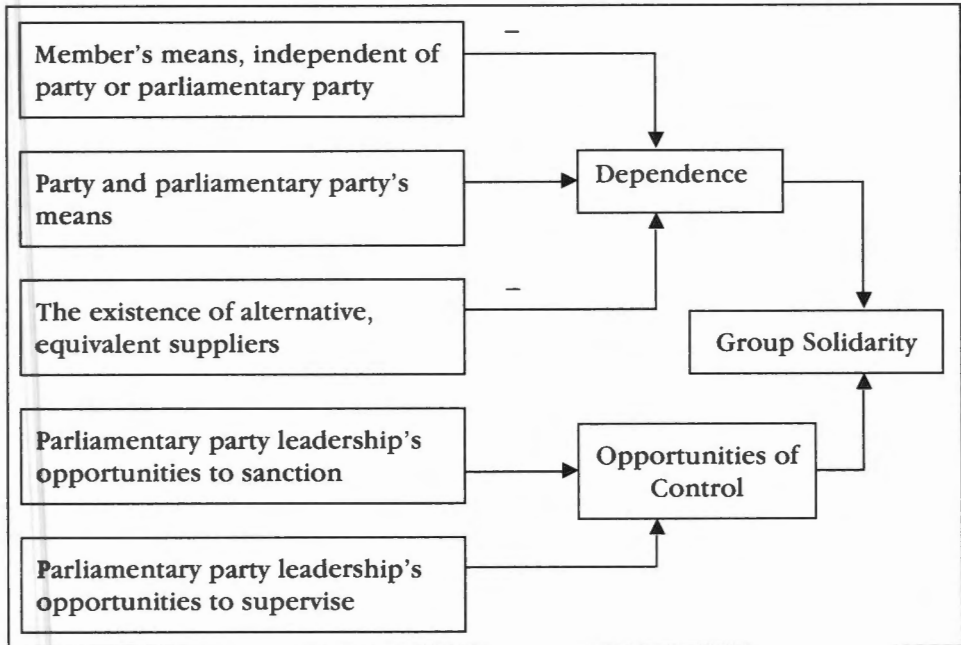 –
Member's means, independent of
party or parliamentary party
Party and parliamentary party's
means
Dependence
–
The existence of alternative,
equivalent suppliers
Group Solidarity
Parliamentary party leadership's
opportunities to sanction
Opportunities of
Control
Parliamentary party leadership's
opportunities to supervise